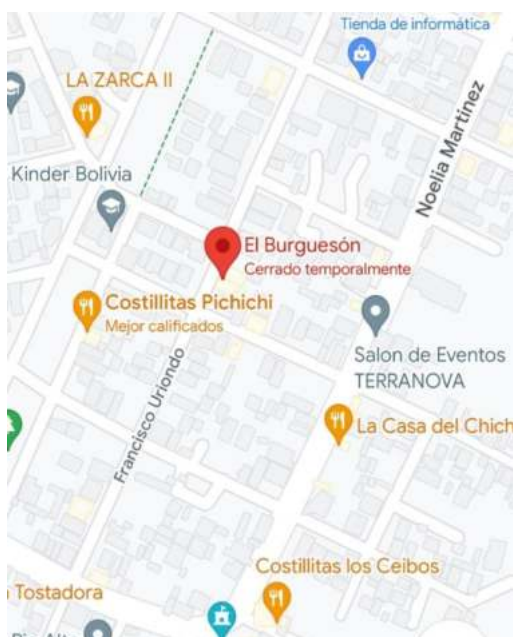 Tienda de informática
LA ZARCA II
Noelia Martinez
Kinder Bolivia
El Burguesón
Cerrado temporalmente
Costillitas Pichichi
Mejor calificados
Salon de Eventos
TERRANOVA
Francisco Uriondo
La Casa del Chich
Costillitas los Ceibos
Tostadora